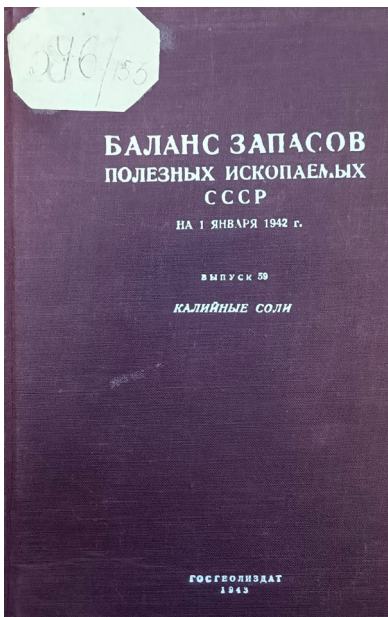 БАЛАНС ЗАПАСОВ
ПОЛЕЗНЫХ ИСКОПАЕМЫХ
СССР
НА 1 ЯНВАРЯ 1942 г.
ВЫПУСК 59
КАЛИЙНЫЕ СОЛИ
ГОСГЕОЛИЗДАТ
1943